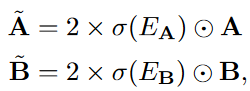 Ã = 2 × σ(E_A) ⊙ A
B̃ = 2 × σ(E_B) ⊙ B,